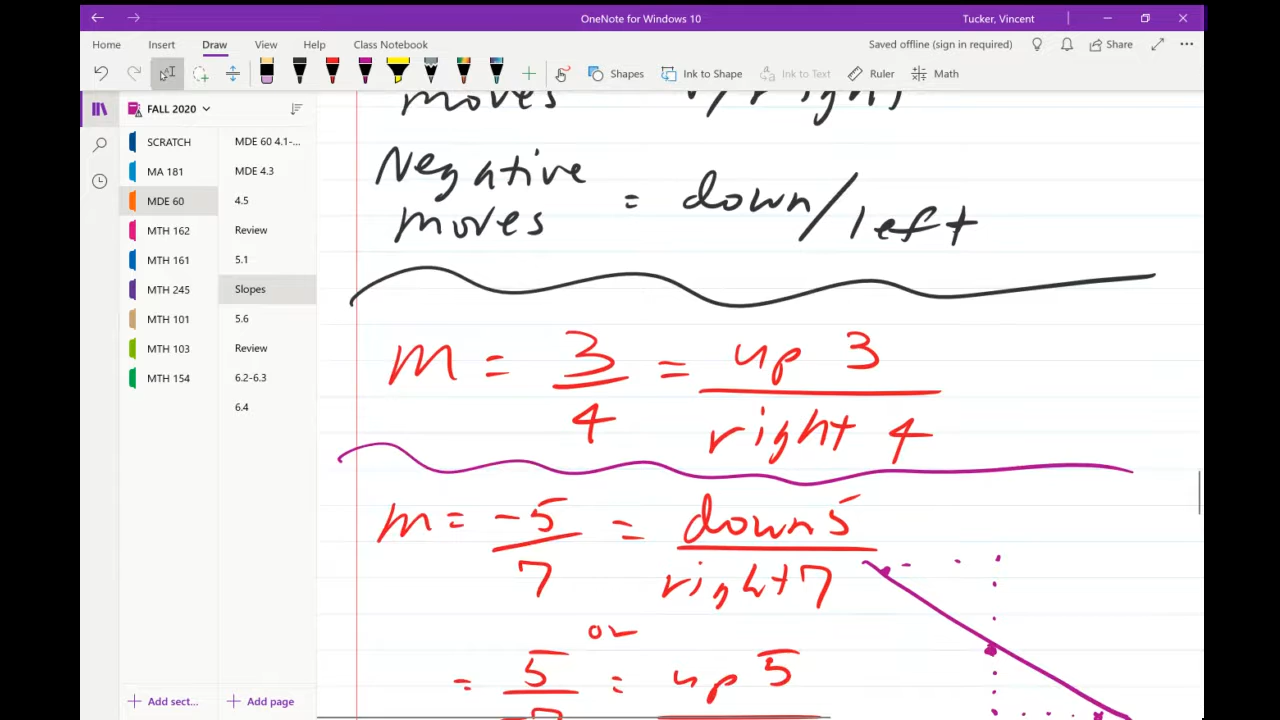 OneNote for Windows 10
Tucker, Vincent
Home Insert Draw View Help Class Notebook
Saved offline (sign in required)
Share
Shapes Ink to Shape Ink to Text Ruler Math
FALL 2020
SCRATCH
MA 181
MDE 60
MTH 162
MTH 161
MTH 245
MTH 101
MTH 103
MTH 154
Add sect...
MDE 60 4.1-...
MDE 4.3
4.5
Review
5.1
Slopes
5.6
Review
6.2-6.3
6.4
Add page
moves / right
Negative
moves = down/left
m = 3/4 = up 3/right 4
m = -5/7 = down 5/right 7
or
= 5/-7 = up 5